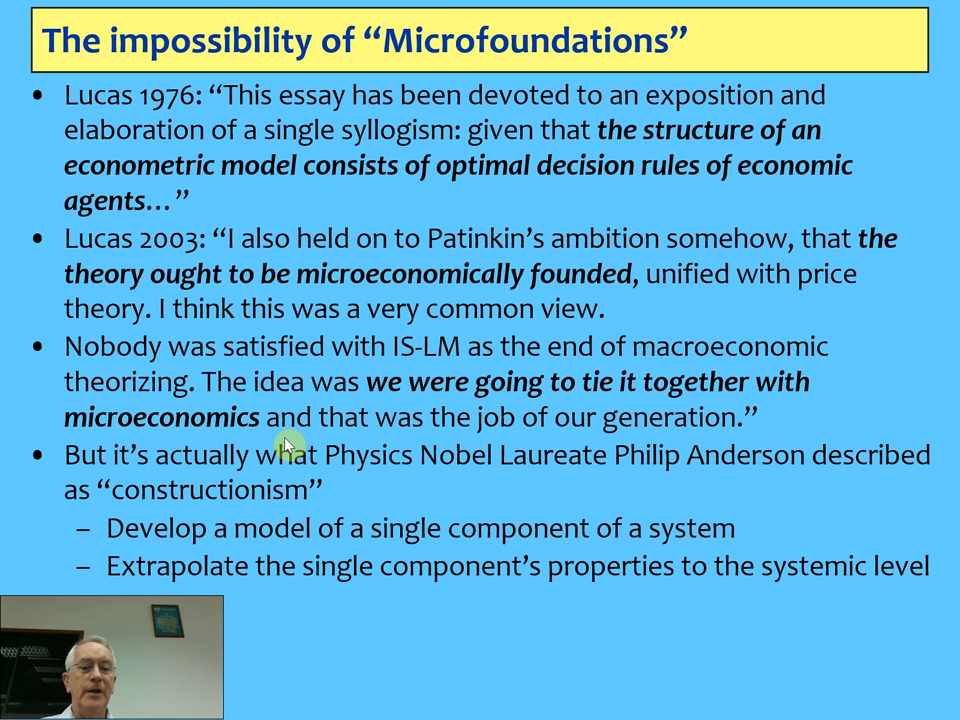 The impossibility of “Microfoundations”
• Lucas 1976: “This essay has been devoted to an exposition and
elaboration of a single syllogism: given that the structure of an
econometric model consists of optimal decision rules of economic
agents…”
• Lucas 2003: “I also held on to Patinkin’s ambition somehow, that the
theory ought to be microeconomically founded, unified with price
theory. I think this was a very common view.
• Nobody was satisfied with IS-LM as the end of macroeconomic
theorizing. The idea was we were going to tie it together with
microeconomics and that was the job of our generation.”
• But it’s actually what Physics Nobel Laureate Philip Anderson described
as “constructionism”
– Develop a model of a single component of a system
– Extrapolate the single component’s properties to the systemic level